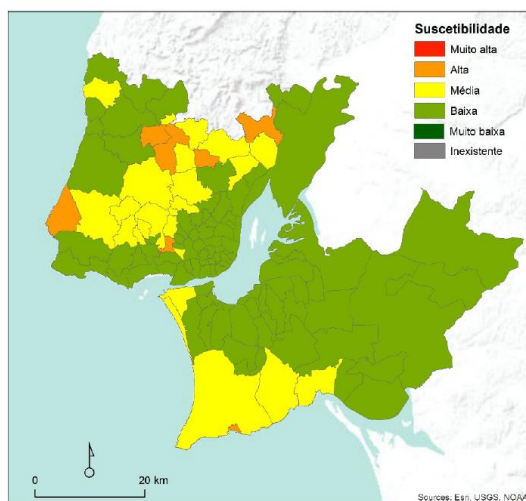 Suscetibilidade
Muito alta
Alta
Média
Baixa
Muito baixa
Inexistente
0 20 km
Sources: Esri, USGS, NOAA